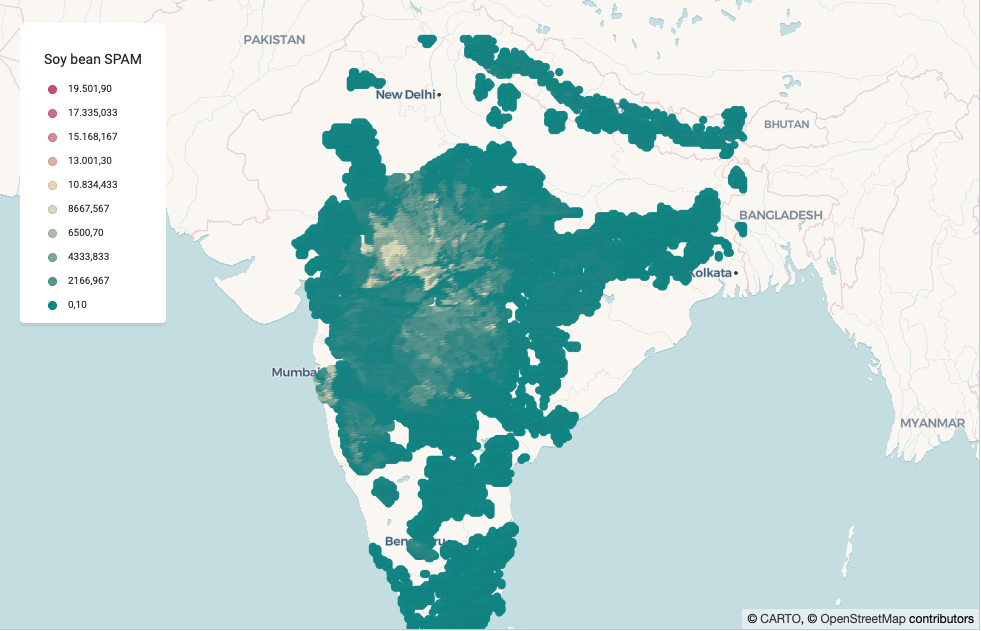 PAKISTAN
Soy bean SPAM
19.501,90
17.335,033
15.168,167
13.001,30
10.834,433
8667,567
6500,70
4333,833
2166,967
0,10
New Delhi
BHUTAN
BANGLADESH
Kolkata
Mumbai
MYANMAR
© CARTO, © OpenStreetMap contributors